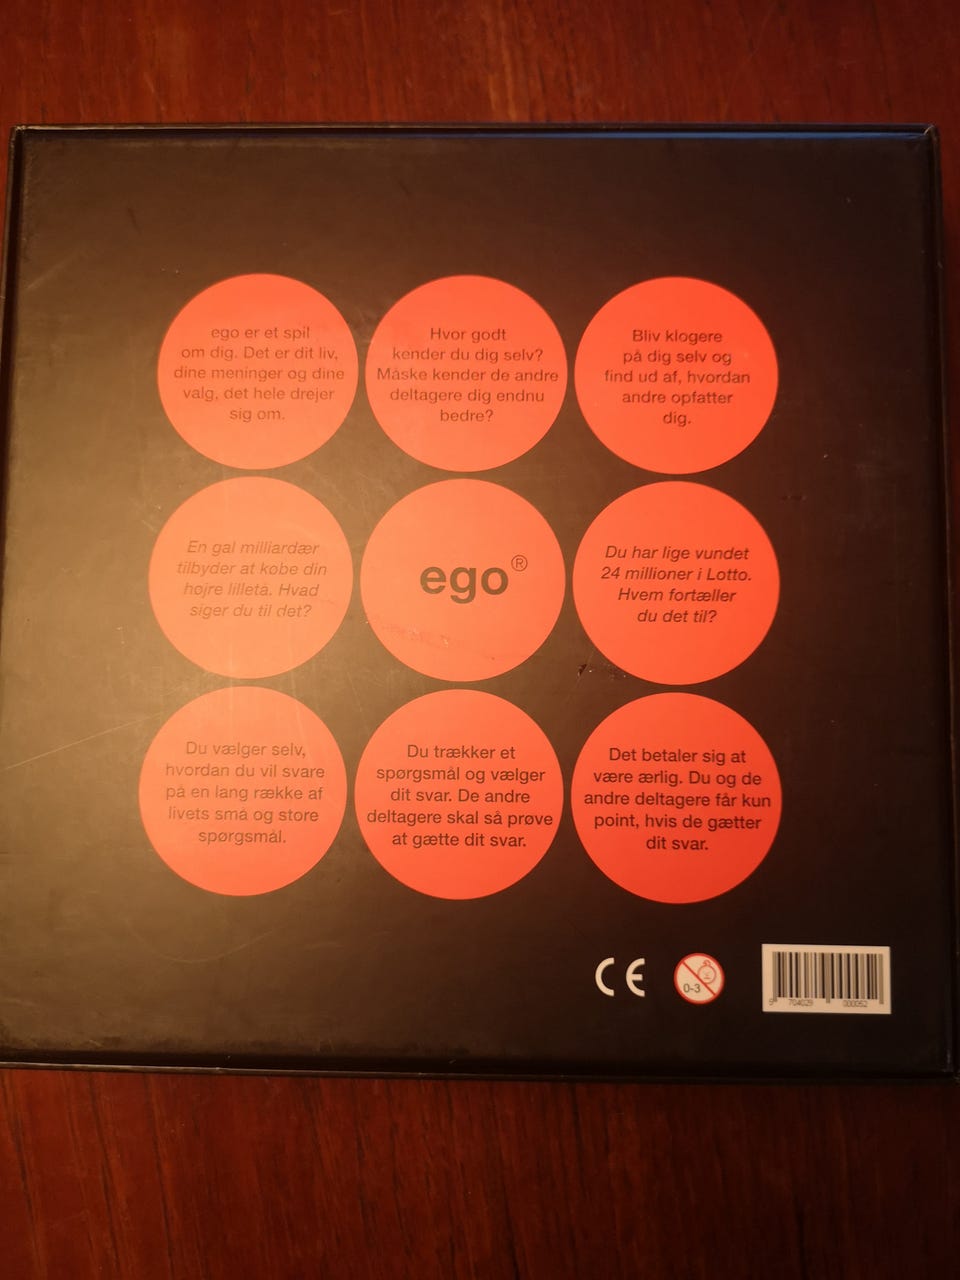 ego er et spil
om dig. Det er dit liv,
dine meninger og dine
valg, det hele drejer
sig om.
Hvor godt
kender du dig selv?
Måske kender de andre
deltagere dig endnu
bedre?
Bliv klogere
på dig selv og
find ud af, hvordan
andre opfatter
dig.
En gal milliardær
tilbyder at købe din
højre lilletå. Hvad
siger du til det?
ego®
Du har lige vundet
24 millioner i Lotto.
Hvem fortæller
du det til?
Du vælger selv,
hvordan du vil svare
på en lang række af
livets små og store
spørgsmål.
Du trækker et
spørgsmål og vælger
dit svar. De andre
deltagere skal så prøve
at gætte dit svar.
Det betaler sig at
være ærlig. Du og de
andre deltagere får kun
point, hvis de gætter
dit svar.
CE
0-3